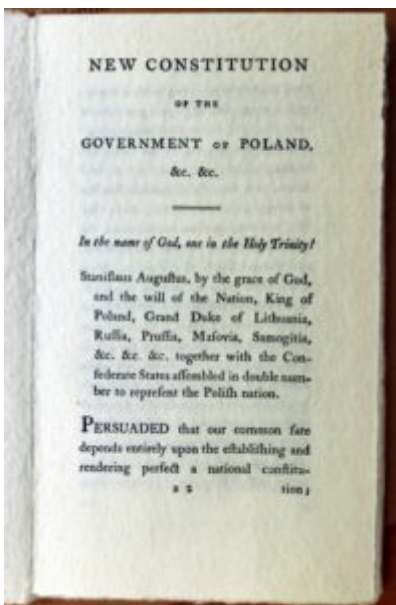 NEW CONSTITUTION
OF THE
GOVERNMENT OF POLAND,
&c. &c.
In the name of God, one in the Holy Trinity!
Staniſlaus Auguſtus, by the grace of God,
and the will of the Nation, King of
Poland, Grand Duke of Lithuania,
Ruſſia, Pruſſia, Maſovia, Samogitia,
&c. &c. &c. together with the Con-
federate States aſſembled in double num-
ber to repreſent the Poliſh nation.
PERSUADED that our common fate
depends entirely upon the eſtabliſhing and
rendering perfect a national conſtitu-
a 2 tion;